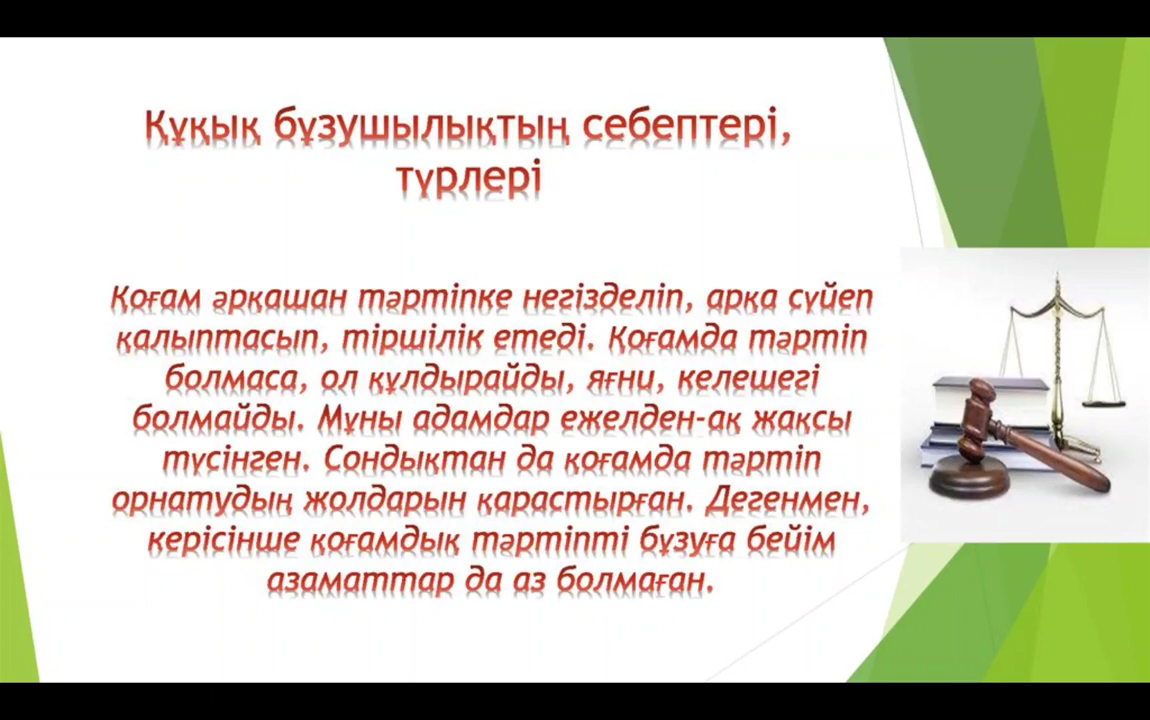 Құқық бұзушылықтың себептері,
түрлері
Қоғам әрқашан тәртіпке негізделіп, арқа сүйеп
қалыптасып, тіршілік етеді. Қоғамда тәртіп
болмаса, ол құлдырайды, яғни, келешегі
болмайды. Мұны адамдар ежелден-ақ жақсы
түсінген. Сондықтан да қоғамда тәртіп
орнатудың жолдарын қарастырған. Дегенмен,
керісінше қоғамдық тәртіпті бұзуға бейім
азаматтар да аз болмаған.